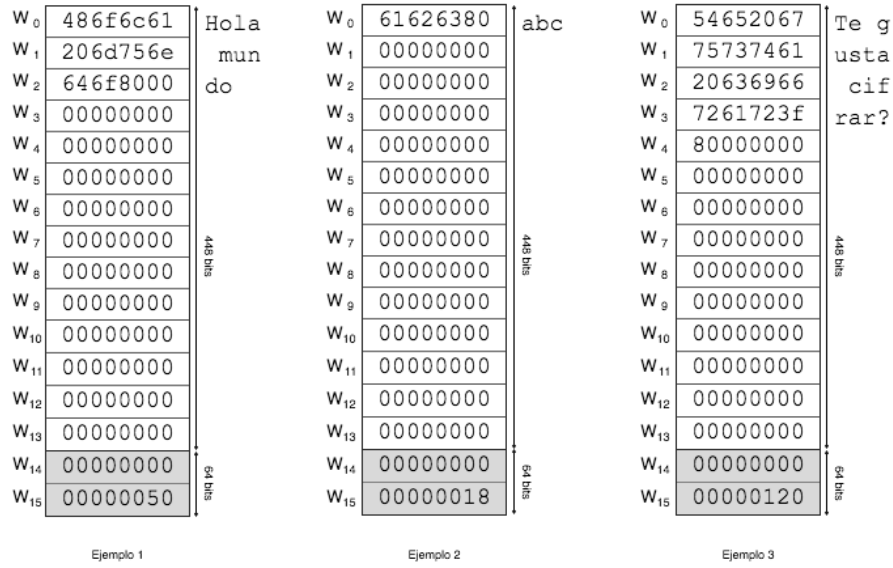 W0 486f6c61 Hola
W1 206d756e mun
W2 646f8000 do
W3 00000000
W4 00000000
W5 00000000
W6 00000000
W7 00000000
W8 00000000
W9 00000000
W10 00000000
W11 00000000
W12 00000000
W13 00000000
W14 00000000
W15 00000050
448 bits
64 bits
Ejemplo 1
W0 61626380 abc
W1 00000000
W2 00000000
W3 00000000
W4 00000000
W5 00000000
W6 00000000
W7 00000000
W8 00000000
W9 00000000
W10 00000000
W11 00000000
W12 00000000
W13 00000000
W14 00000000
W15 00000018
448 bits
64 bits
Ejemplo 2
W0 54652067 Te g
W1 75737461 usta
W2 20636966 cif
W3 7261723f rar?
W4 80000000
W5 00000000
W6 00000000
W7 00000000
W8 00000000
W9 00000000
W10 00000000
W11 00000000
W12 00000000
W13 00000000
W14 00000000
W15 00000120
448 bits
64 bits
Ejemplo 3